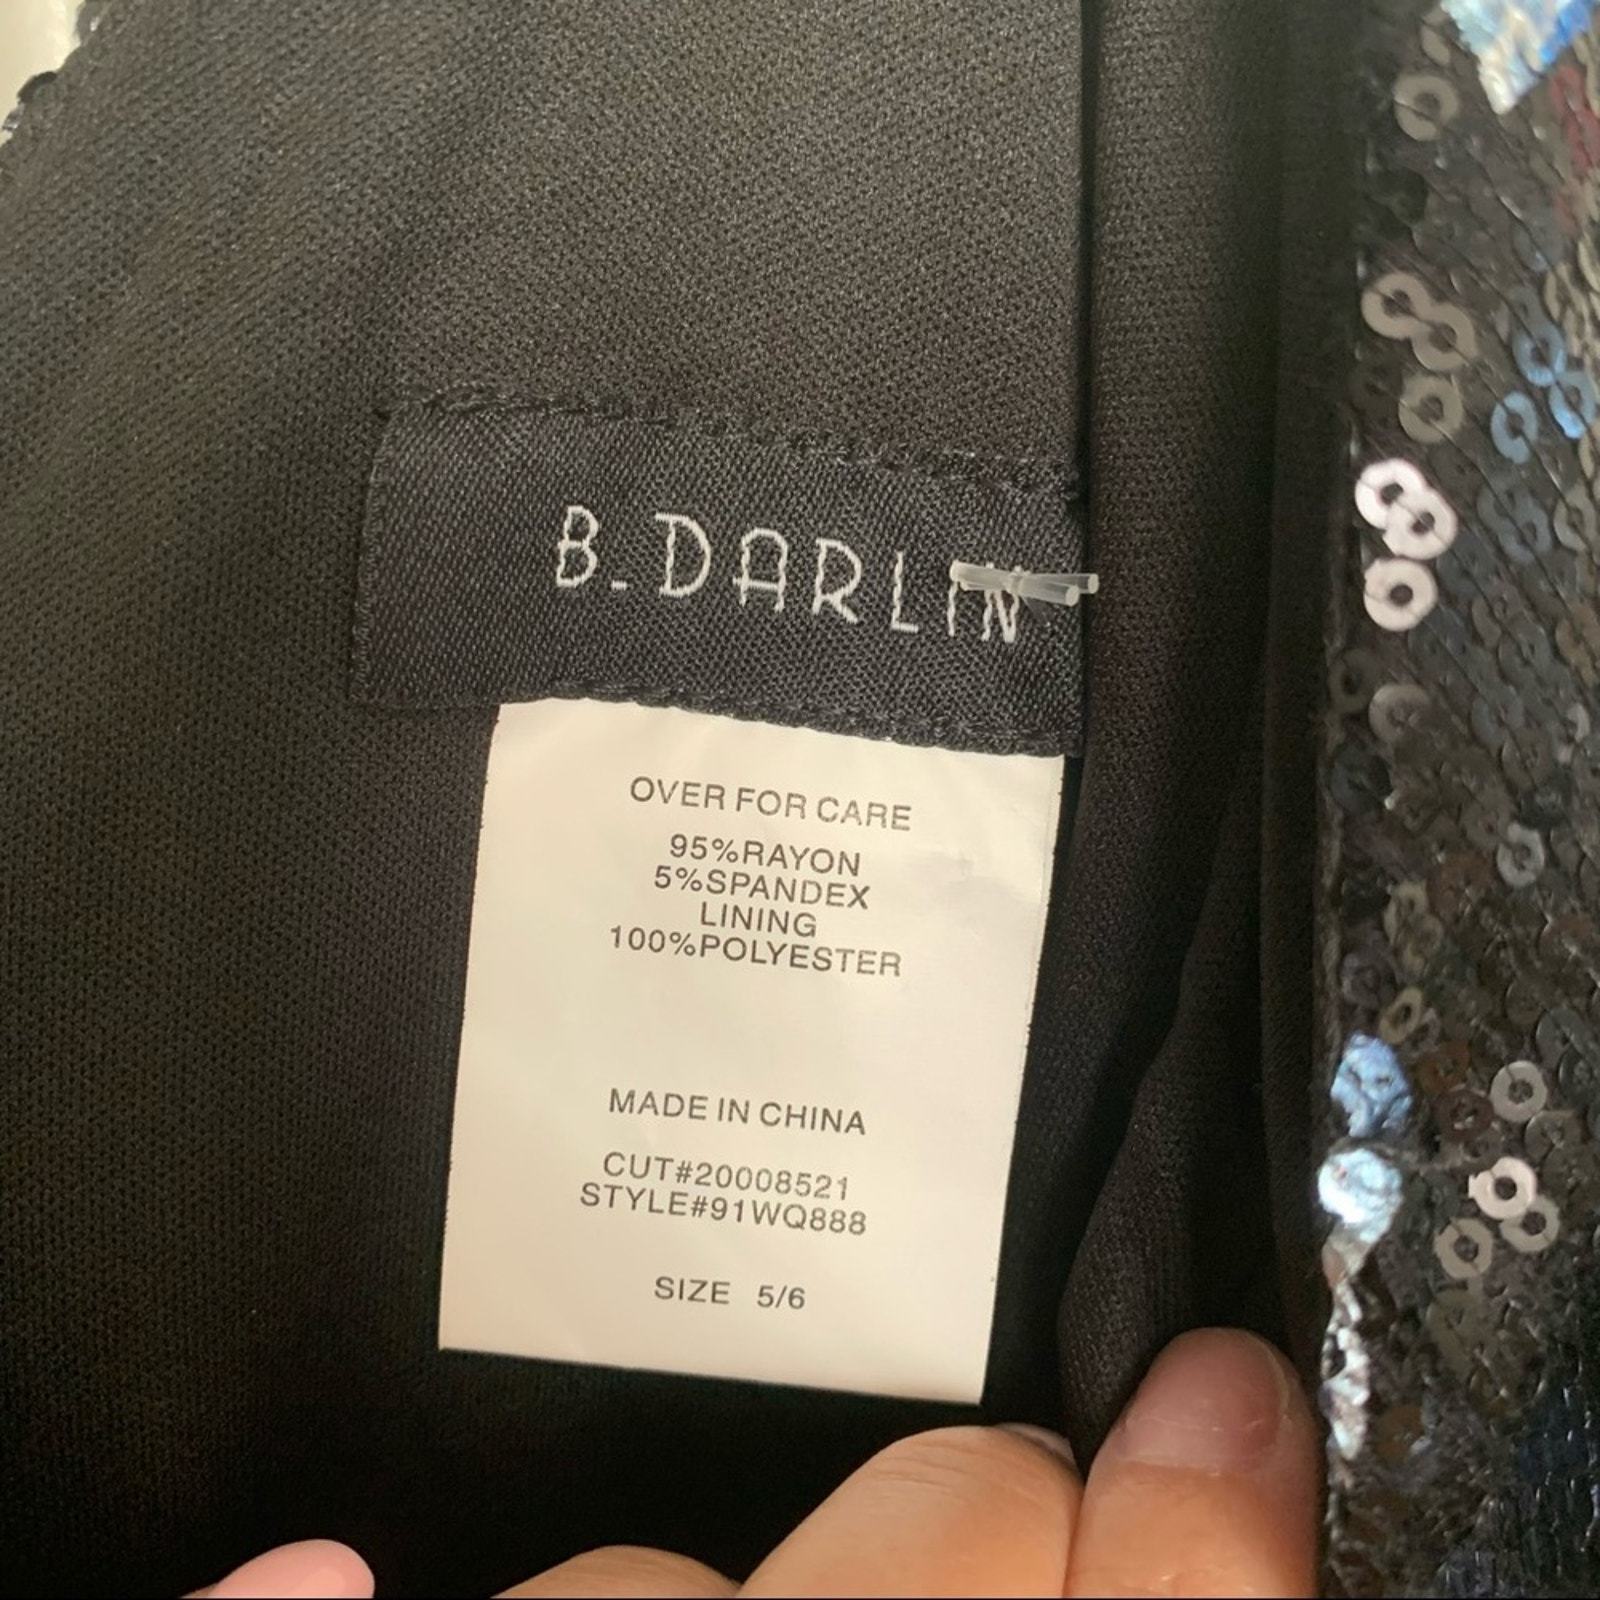 B.DARLIN
OVER FOR CARE
95%RAYON
5%SPANDEX
LINING
100%POLYESTER
MADE IN CHINA
CUT#20008521
STYLE#91WQ888
SIZE 5/6